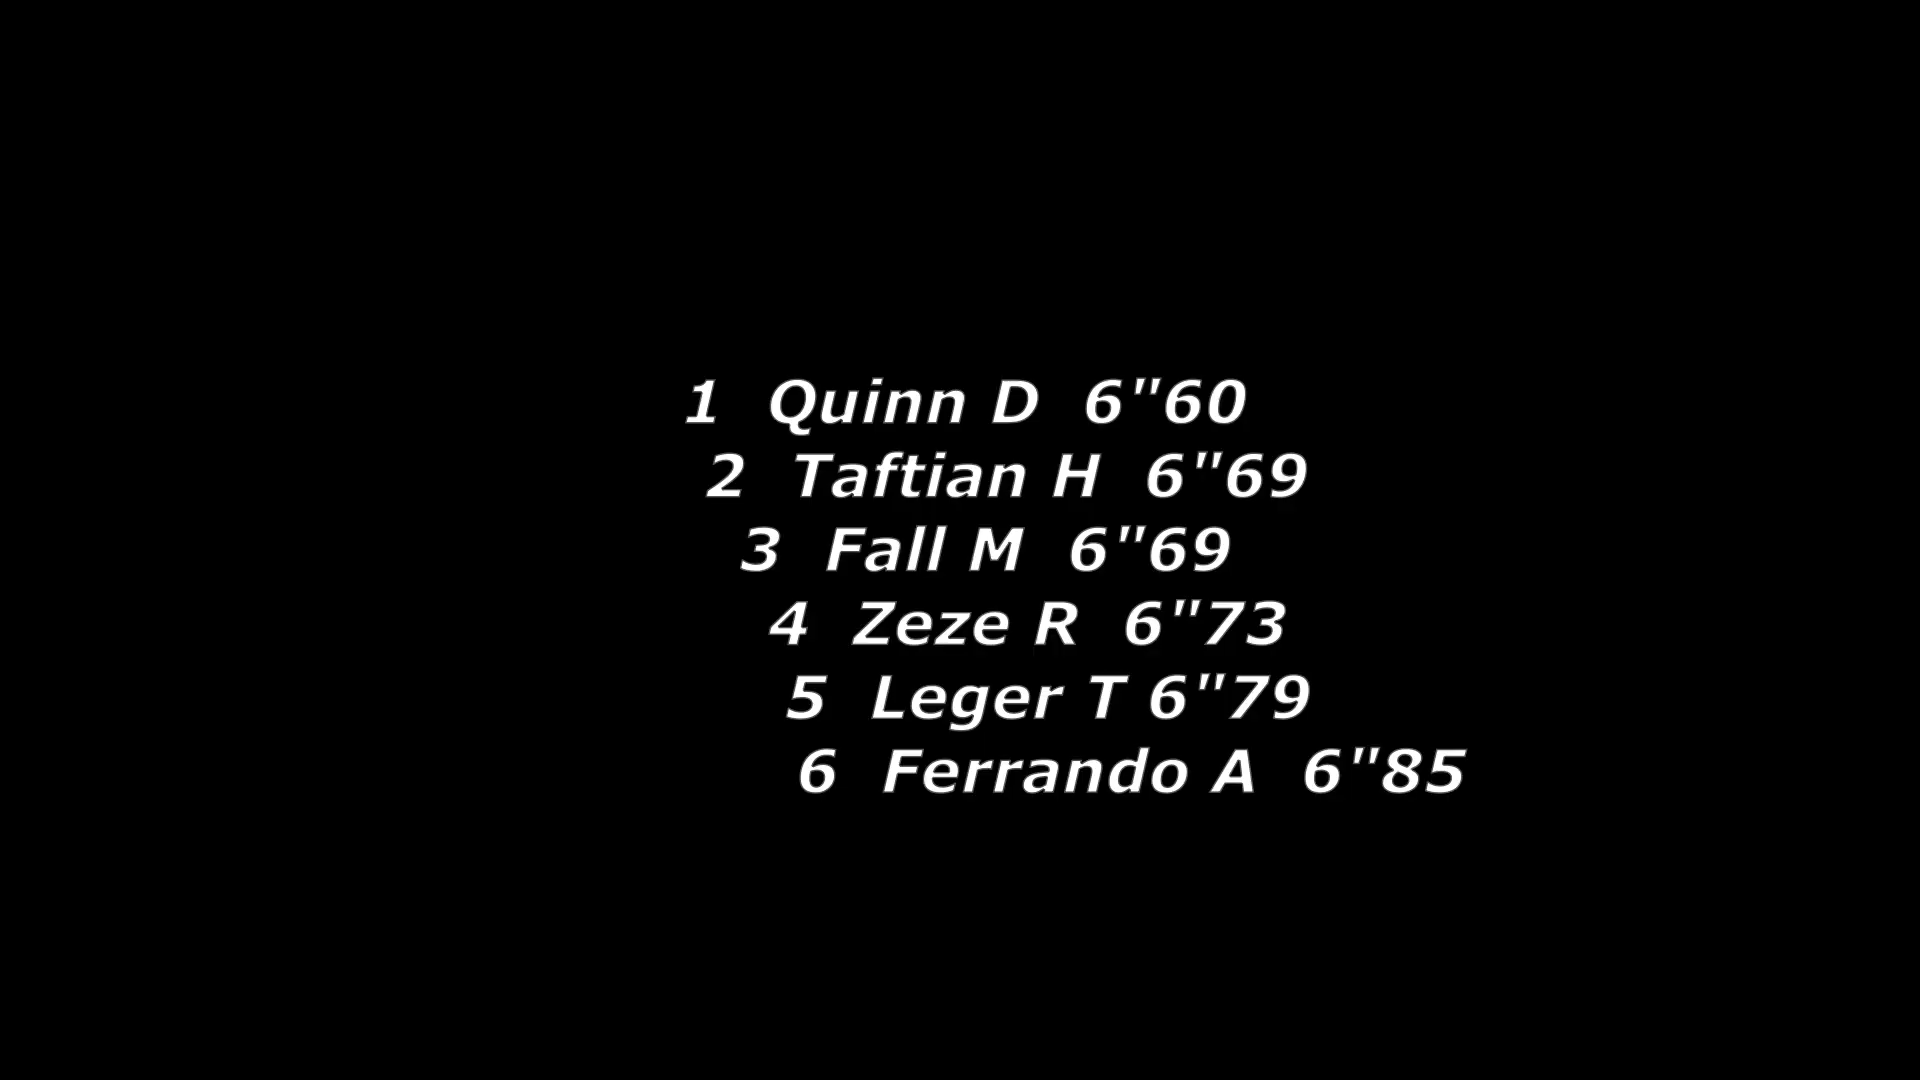 1 Quinn D 6"60
2 Taftian H 6"69
3 Fall M 6"69
4 Zeze R 6"73
5 Leger T 6"79
6 Ferrando A 6"85